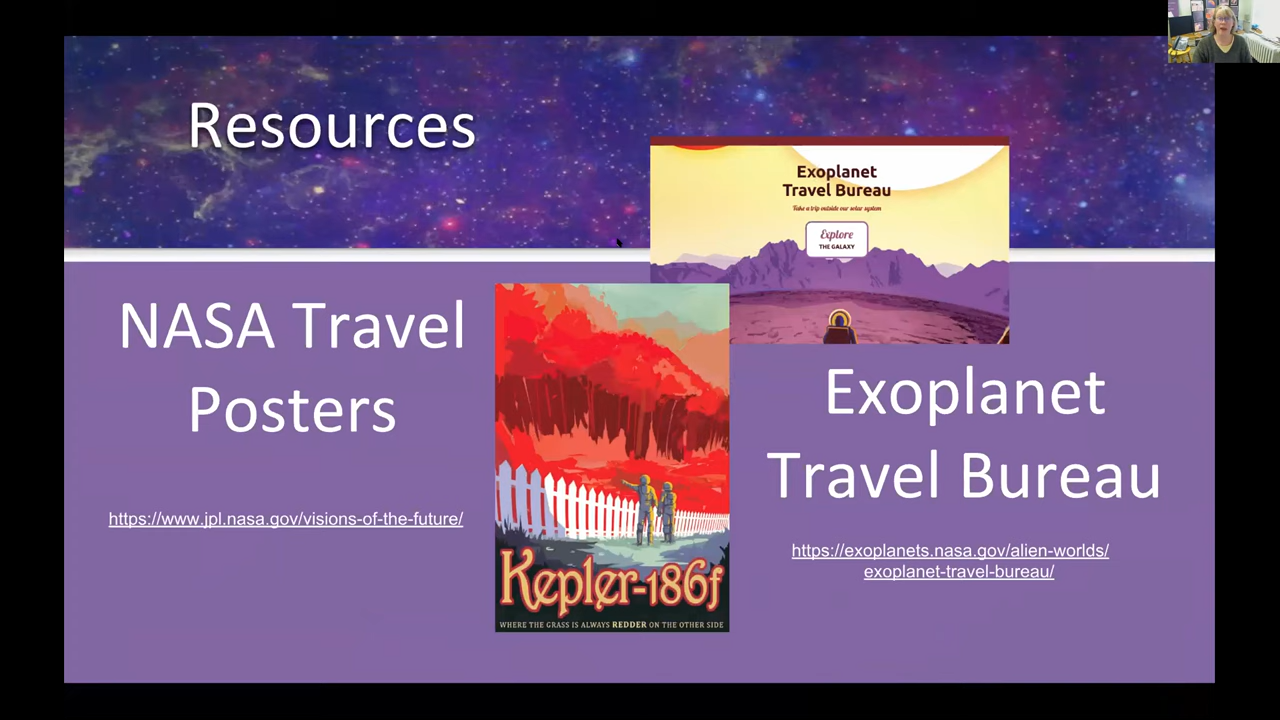 Resources
NASA Travel
Posters
https://www.jpl.nasa.gov/visions-of-the-future/
Exoplanet
Travel Bureau
Take a trip outside our solar system
Explore
THE GALAXY
Kepler-186f
WHERE THE GRASS IS ALWAYS REDDER ON THE OTHER SIDE
Exoplanet
Travel Bureau
https://exoplanets.nasa.gov/alien-worlds/
exoplanet-travel-bureau/